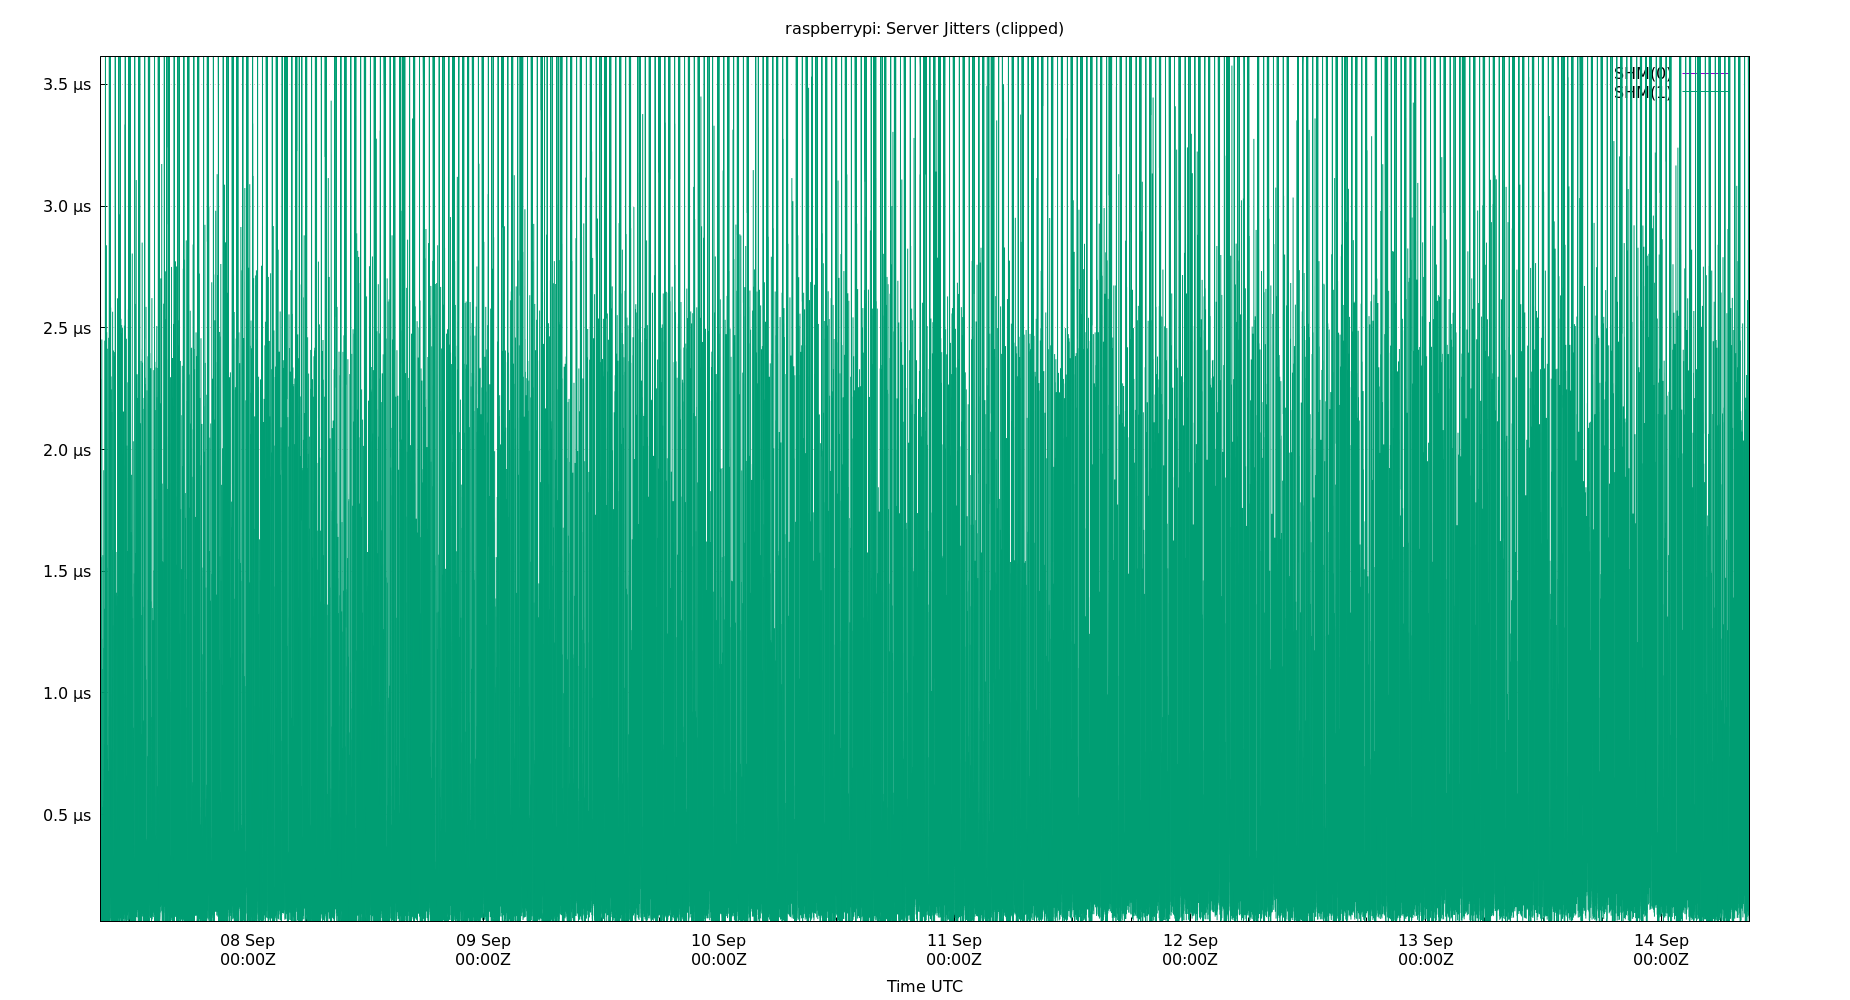 raspberrypi: Server Jitters (clipped)
SHM(0)
SHM(1)
3.5 µs
3.0 µs
2.5 µs
2.0 µs
1.5 µs
1.0 µs
0.5 µs
08 Sep 09 Sep 10 Sep 11 Sep 12 Sep 13 Sep 14 Sep
00:00Z 00:00Z 00:00Z 00:00Z 00:00Z 00:00Z 00:00Z
Time UTC